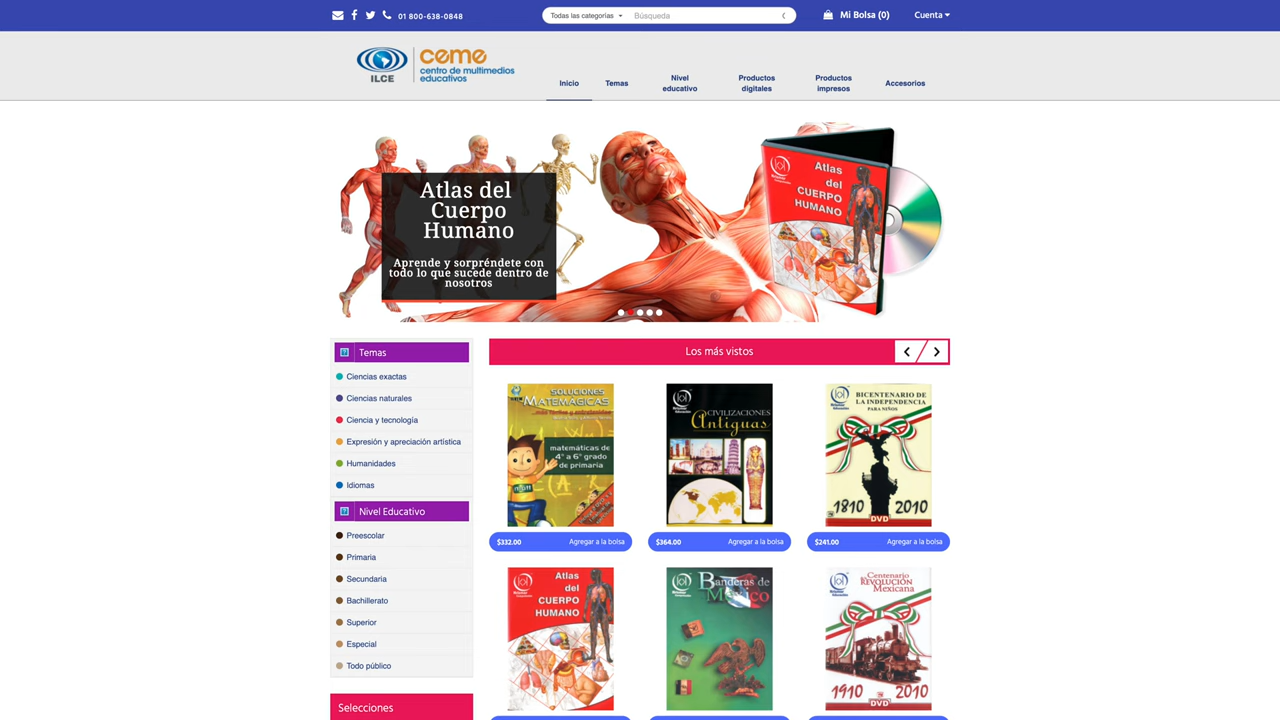 01 800-638-0848
Todas las categorías
Búsqueda
Mi Bolsa (0)
Cuenta
ILCE
ceme
centro de multimedios
educativos
Inicio
Temas
Nivel
educativo
Productos
digitales
Productos
impresos
Accesorios
Atlas del
Cuerpo
Humano
Aprende y sorpréndete con
todo lo que sucede dentro de
nosotros
Atlas
del
CUERPO
HUMANO
Temas
Ciencias exactas
Ciencias naturales
Ciencia y tecnología
Expresión y apreciación artística
Humanidades
Idiomas
Nivel Educativo
Preescolar
Primaria
Secundaria
Bachillerato
Superior
Especial
Todo público
Selecciones
Los más vistos
SOLUCIONES
MATEMÁGICAS
matemáticas de
4° a 6° grado
de primaria
$332.00
Agregar a la bolsa
CIVILIZACIONES
Antiguas
$364.00
Agregar a la bolsa
BICENTENARIO DE
LA INDEPENDENCIA
PARA NIÑOS
1810 2010
DVD
$241.00
Agregar a la bolsa
Atlas
del
CUERPO
HUMANO
Banderas de
México
Centenario
REVOLUCIÓN
Mexicana
1910 2010
DVD